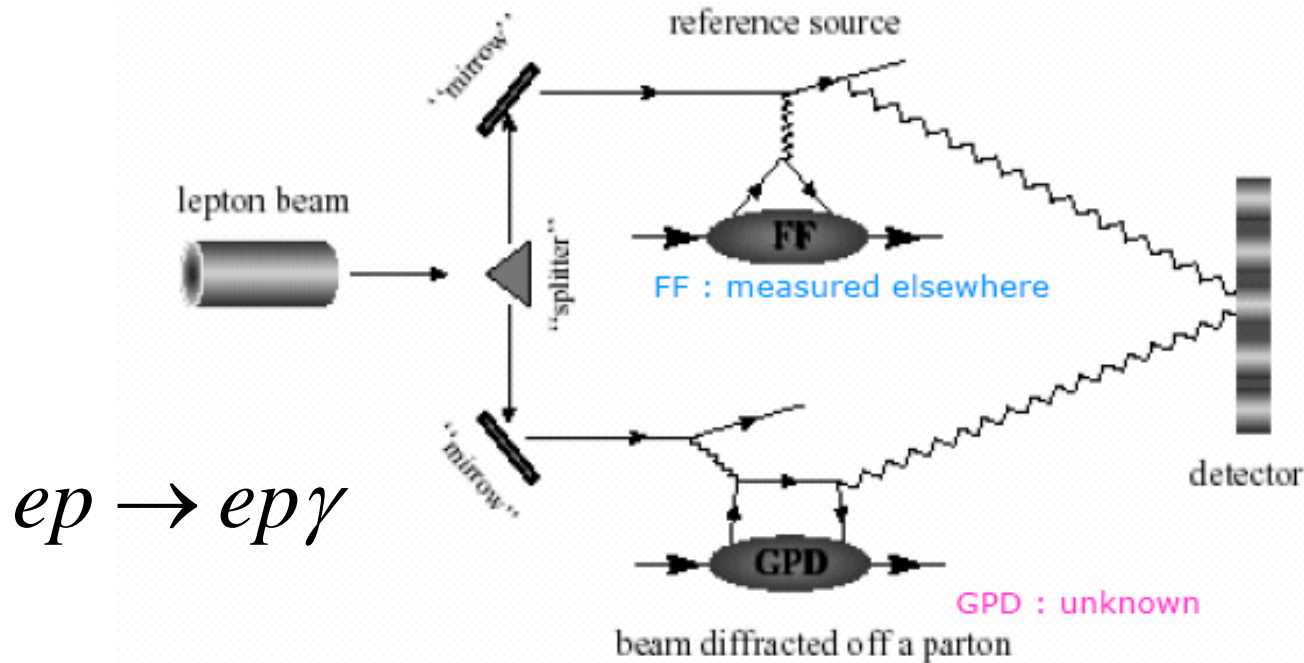 reference source
"mirrow"
lepton beam
"splitter"
FF
FF : measured elsewhere
"mirrow"
detector
ep → epγ
GPD
GPD : unknown
beam diffracted off a parton